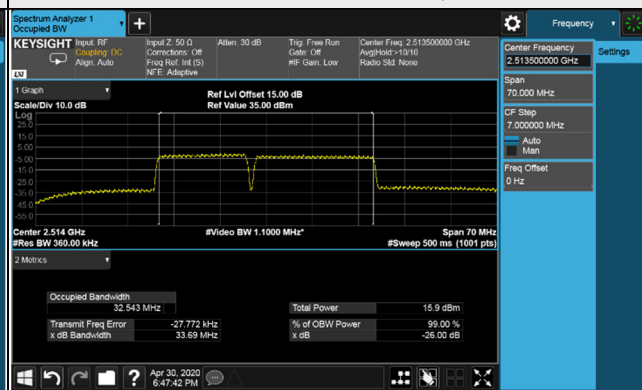 Spectrum Analyzer 1
Occupied BW
Frequency
KEYSIGHT
Input: RF
Coupling: DC
Align: Auto
Input Z: 50 Ω
Corrections: Off
Freq Ref: Int (S)
NFE: Adaptive
Atten: 30 dB
Trig: Free Run
Gate: Off
#IF Gain: Low
Center Freq: 2.513500000 GHz
Avg|Hold:>10/10
Radio Std: None
LXI
Center Frequency
2.513500000 GHz
Settings
Span
70.000 MHz
CF Step
7.000000 MHz
Auto
Man
Freq Offset
0 Hz
1 Graph
Scale/Div 10.0 dB
Ref Lvl Offset 15.00 dB
Ref Value 35.00 dBm
Log
25.0
15.0
5.00
-5.00
-15.0
-25.0
-35.0
-45.0
-55.0
Center 2.514 GHz
#Res BW 360.00 kHz
#Video BW 1.1000 MHz*
Span 70 MHz
#Sweep 500 ms (1001 pts)
2 Metrics
Occupied Bandwidth
32.543 MHz
Total Power
15.9 dBm
Transmit Freq Error
-27.772 kHz
% of OBW Power
99.00 %
x dB Bandwidth
33.69 MHz
x dB
-26.00 dB
Apr 30, 2020
6:47:42 PM